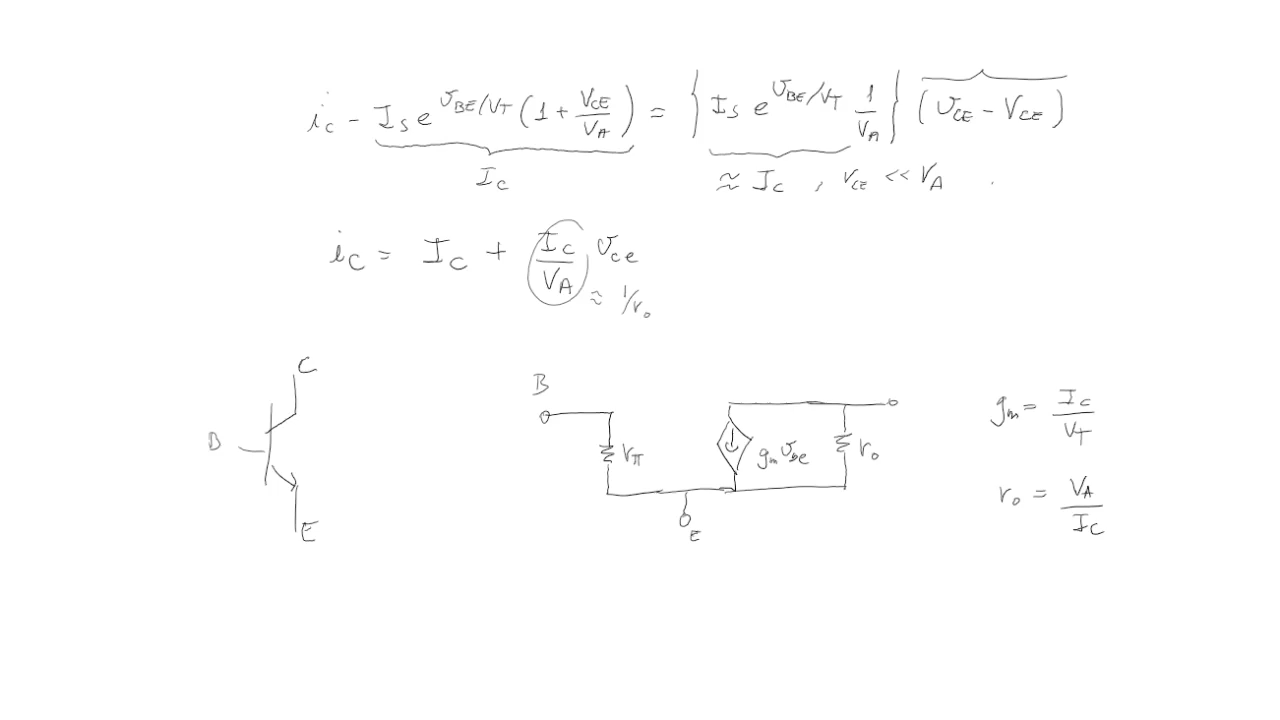 i_C - I_S e^{v_BE/V_T} (1 + V_CE/V_A) = { I_S e^{v_BE/V_T} 1/V_A } (v_CE - V_CE)
I_C ≈ I_C , V_CE << V_A
i_C = I_C + I_C/V_A v_ce
≈ 1/r_o
C
B
B
E
r_π
g_m v_be
r_o
E
g_m = I_C/V_T
r_o = V_A/I_C